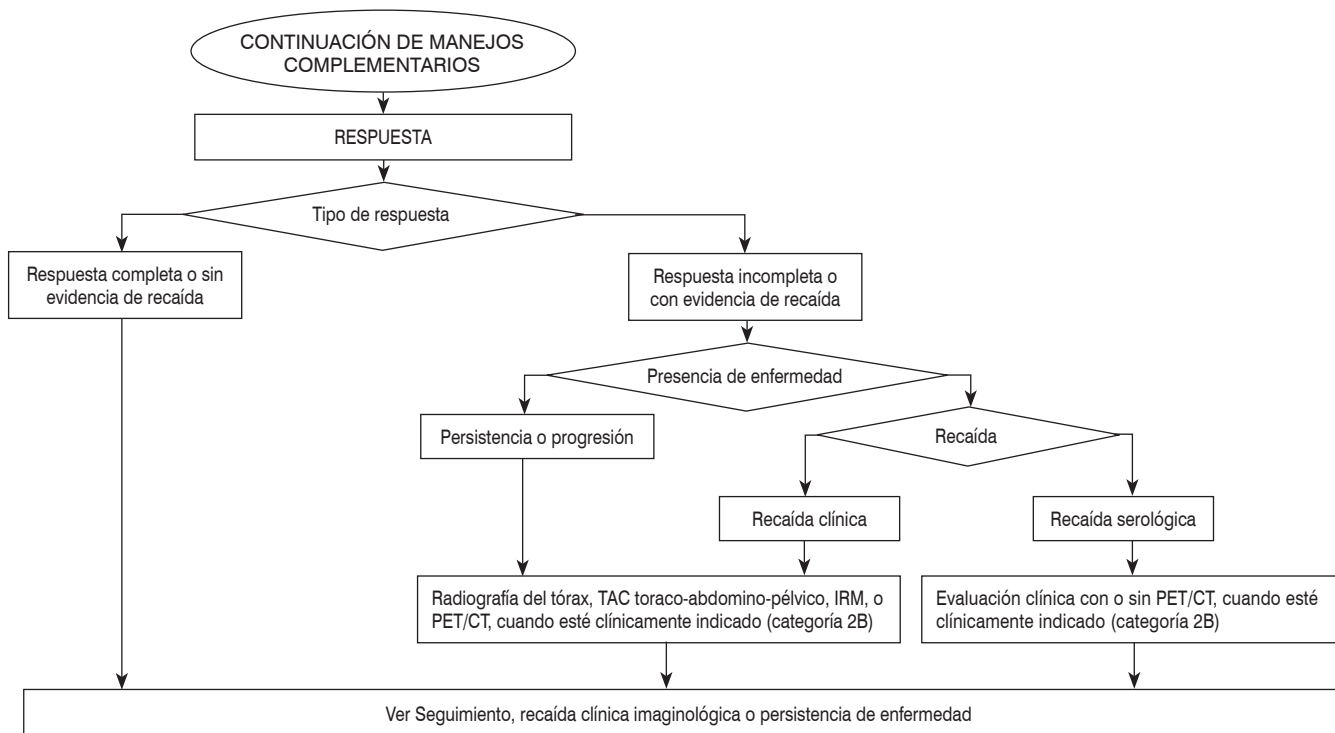 CONTINUACIÓN DE MANEJOS
COMPLEMENTARIOS
RESPUESTA
Tipo de respuesta
Respuesta completa o sin
evidencia de recaída
Respuesta incompleta o
con evidencia de recaída
Presencia de enfermedad
Persistencia o progresión
Recaída
Recaída clínica
Recaída serológica
Radiografía del tórax, TAC toraco-abdomino-pélvico, IRM, o
PET/CT, cuando esté clínicamente indicado (categoría 2B)
Evaluación clínica con o sin PET/CT, cuando esté
clínicamente indicado (categoría 2B)
Ver Seguimiento, recaída clínica imaginológica o persistencia de enfermedad